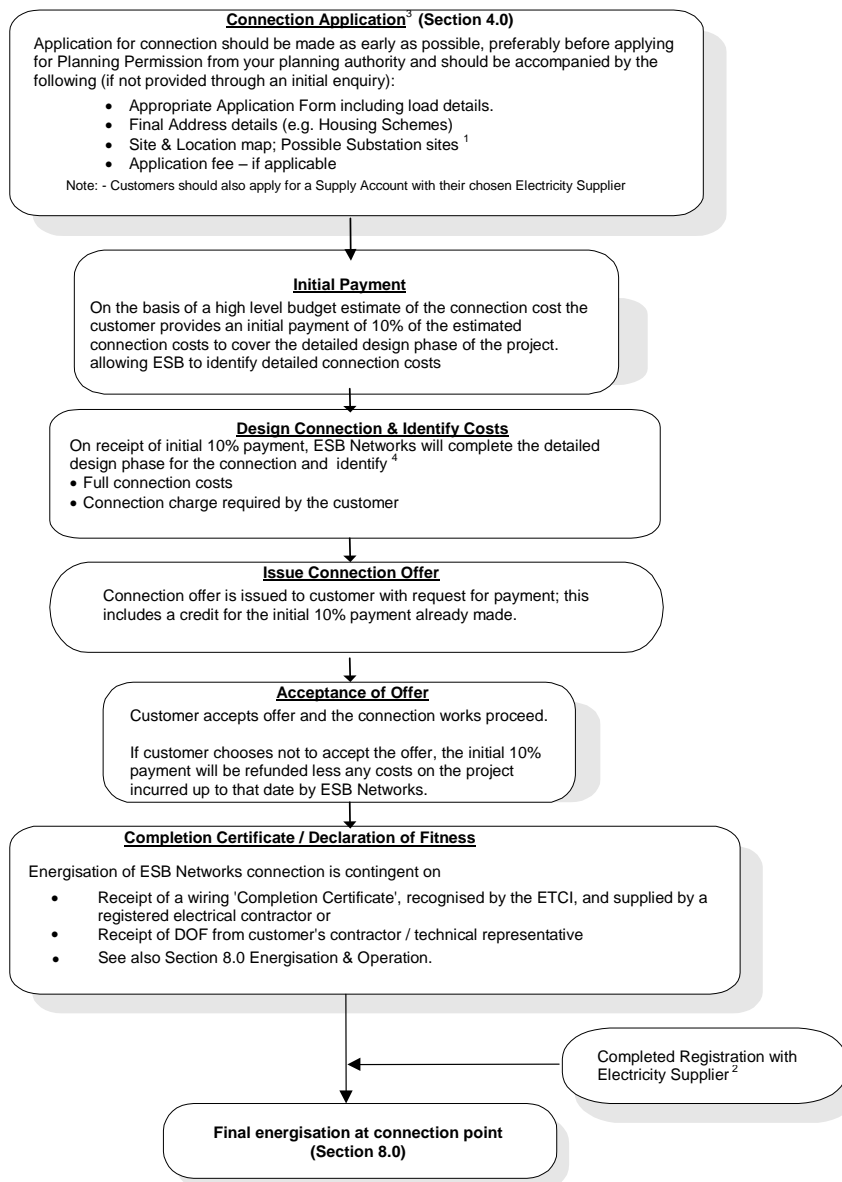 Connection Application3 (Section 4.0)
Application for connection should be made as early as possible, preferably before applying
for Planning Permission from your planning authority and should be accompanied by the
following (if not provided through an initial enquiry):
• Appropriate Application Form including load details.
• Final Address details (e.g. Housing Schemes)
• Site & Location map; Possible Substation sites 1
• Application fee – if applicable
Note: - Customers should also apply for a Supply Account with their chosen Electricity Supplier
Initial Payment
On the basis of a high level budget estimate of the connection cost the
customer provides an initial payment of 10% of the estimated
connection costs to cover the detailed design phase of the project.
allowing ESB to identify detailed connection costs
Design Connection & Identify Costs
On receipt of initial 10% payment, ESB Networks will complete the detailed
design phase for the connection and identify 4
• Full connection costs
• Connection charge required by the customer
Issue Connection Offer
Connection offer is issued to customer with request for payment; this
includes a credit for the initial 10% payment already made.
Acceptance of Offer
Customer accepts offer and the connection works proceed.
If customer chooses not to accept the offer, the initial 10%
payment will be refunded less any costs on the project
incurred up to that date by ESB Networks.
Completion Certificate / Declaration of Fitness
Energisation of ESB Networks connection is contingent on
• Receipt of a wiring 'Completion Certificate', recognised by the ETCI, and supplied by a
registered electrical contractor or
• Receipt of DOF from customer's contractor / technical representative
• See also Section 8.0 Energisation & Operation.
Completed Registration with
Electricity Supplier 2
Final energisation at connection point
(Section 8.0)